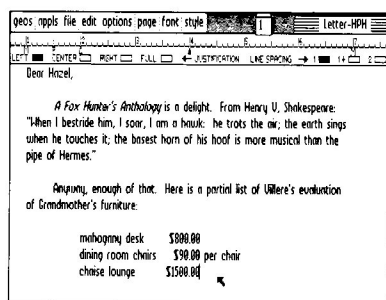 geos appls file edit options page font style 1 Letter-HPH
LEFT CENTER RIGHT FULL ← JUSTIFICATION LINE SPACING → 1 1+ 2
Dear Hazel,
A Fox Hunter's Anthology is a delight. From Henry V, Shakespeare:
"When I bestride him, I soar, I am a hawk: he trots the air; the earth sings
when he touches it; the basest horn of his hoof is more musical than the
pipe of Hermes."
Anyway, enough of that. Here is a partial list of Villere's evaluation
of Grandmother's furniture:
mahogany desk $800.00
dining room chairs $90.00 per chair
chaise lounge $1500.00